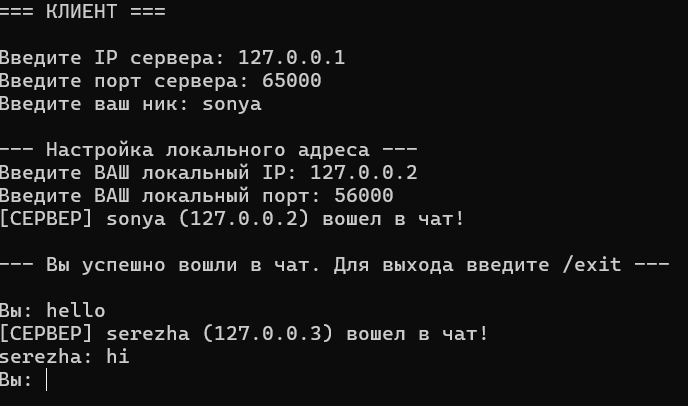 === КЛИЕНТ ===
Введите IP сервера: 127.0.0.1
Введите порт сервера: 65000
Введите ваш ник: sonya
--- Настройка локального адреса ---
Введите ВАШ локальный IP: 127.0.0.2
Введите ВАШ локальный порт: 56000
[СЕРВЕР] sonya (127.0.0.2) вошел в чат!
--- Вы успешно вошли в чат. Для выхода введите /exit ---
Вы: hello
[СЕРВЕР] serezha (127.0.0.3) вошел в чат!
serezha: hi
Вы: